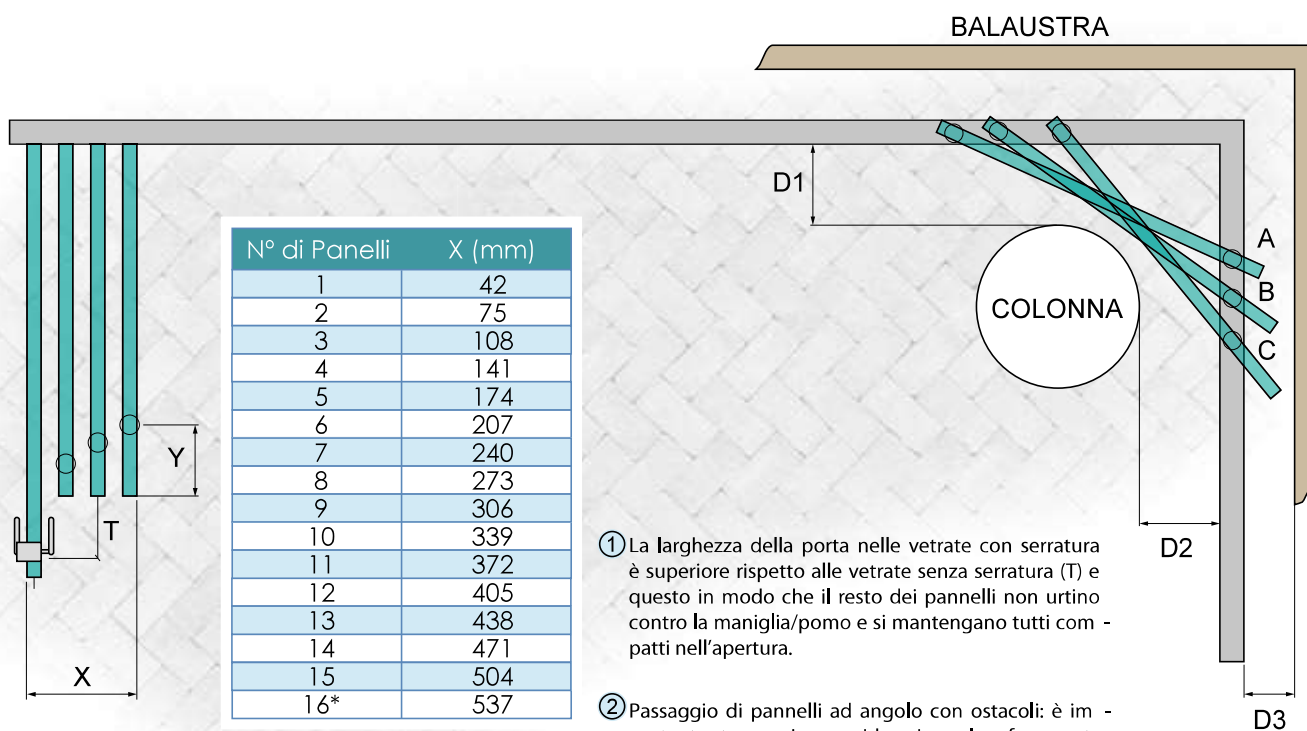 BALAUSTRA
D1
A
B
C
COLONNA
D2
D3
Y
T
X
Nº di Panelli X (mm)
1 42
2 75
3 108
4 141
5 174
6 207
7 240
8 273
9 306
10 339
11 372
12 405
13 438
14 471
15 504
16* 537
1 La larghezza della porta nelle vetrate con serratura
è superiore rispetto alle vetrate senza serratura (T) e
questo in modo che il resto dei pannelli non urtino
contro la maniglia/pomo e si mantengano tutti com -
patti nell'apertura.
2 Passaggio di pannelli ad angolo con ostacoli: è im -